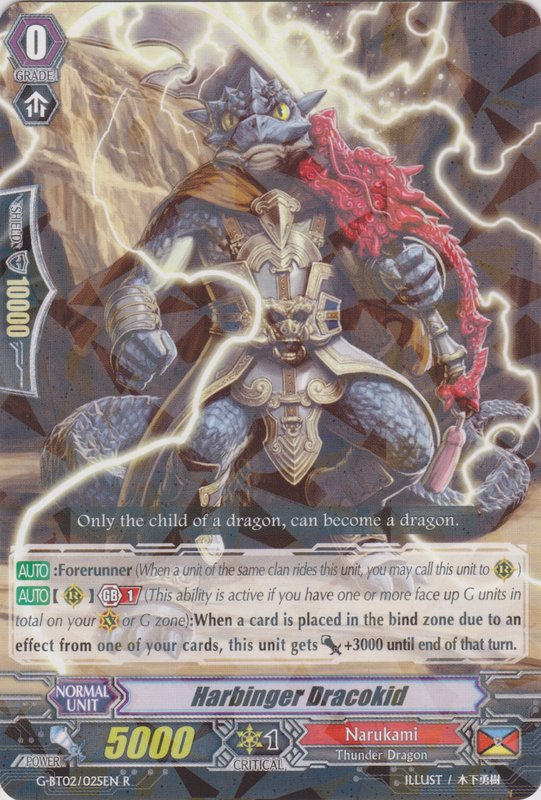 0
GRADE
SHIELD
10000
Only the child of a dragon, can become a dragon.
AUTO :Forerunner (When a unit of the same clan rides this unit, you may call this unit to R.)
AUTO [ R ] GB 1 (This ability is active if you have one or more face up G units in
total on your V or G zone):When a card is placed in the bind zone due to an
effect from one of your cards, this unit gets +3000 until end of that turn.
NORMAL
UNIT
Harbinger Dracokid
POWER
5000
1
CRITICAL
Narukami
Thunder Dragon
G-BT02/025EN R
ILLUST / 木下勇樹